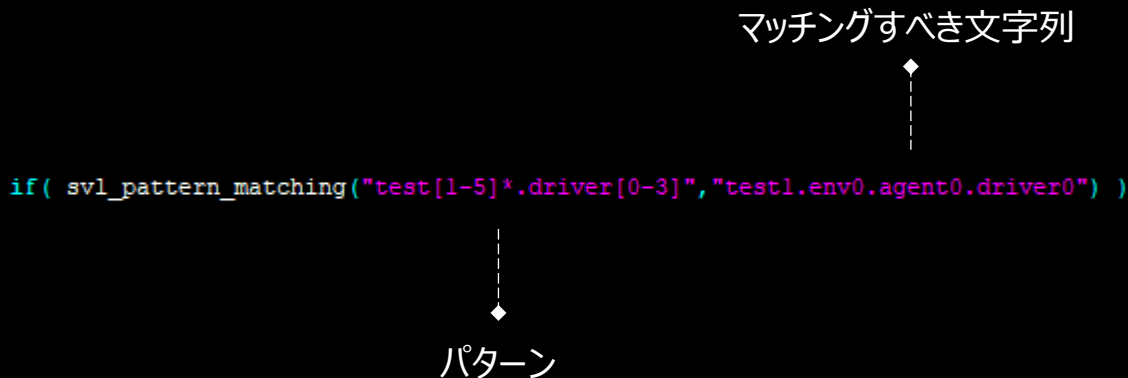 マッチングすべき文字列
if( svl_pattern_matching("test[1-5]*.driver[0-3]","test1.env0.agent0.driver0") )
パターン